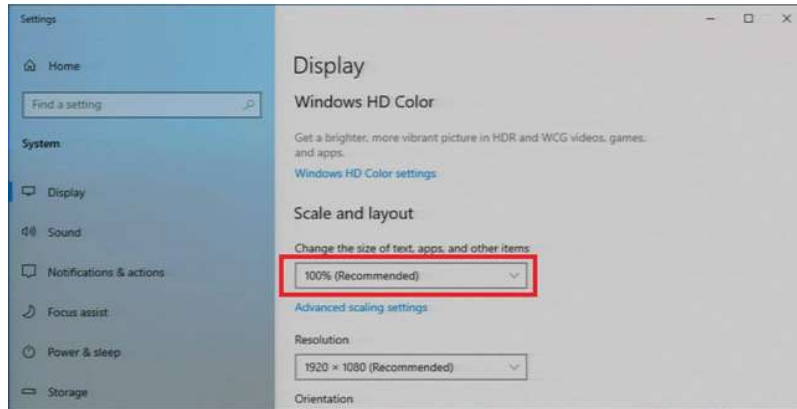 Settings
Home
Find a setting
System
Display
Sound
Notifications & actions
Focus assist
Power & sleep
Storage
Display
Windows HD Color
Get a brighter, more vibrant picture in HDR and WCG videos, games,
and apps.
Windows HD Color settings
Scale and layout
Change the size of text, apps, and other items
100% (Recommended)
Advanced scaling settings
Resolution
1920 × 1080 (Recommended)
Orientation